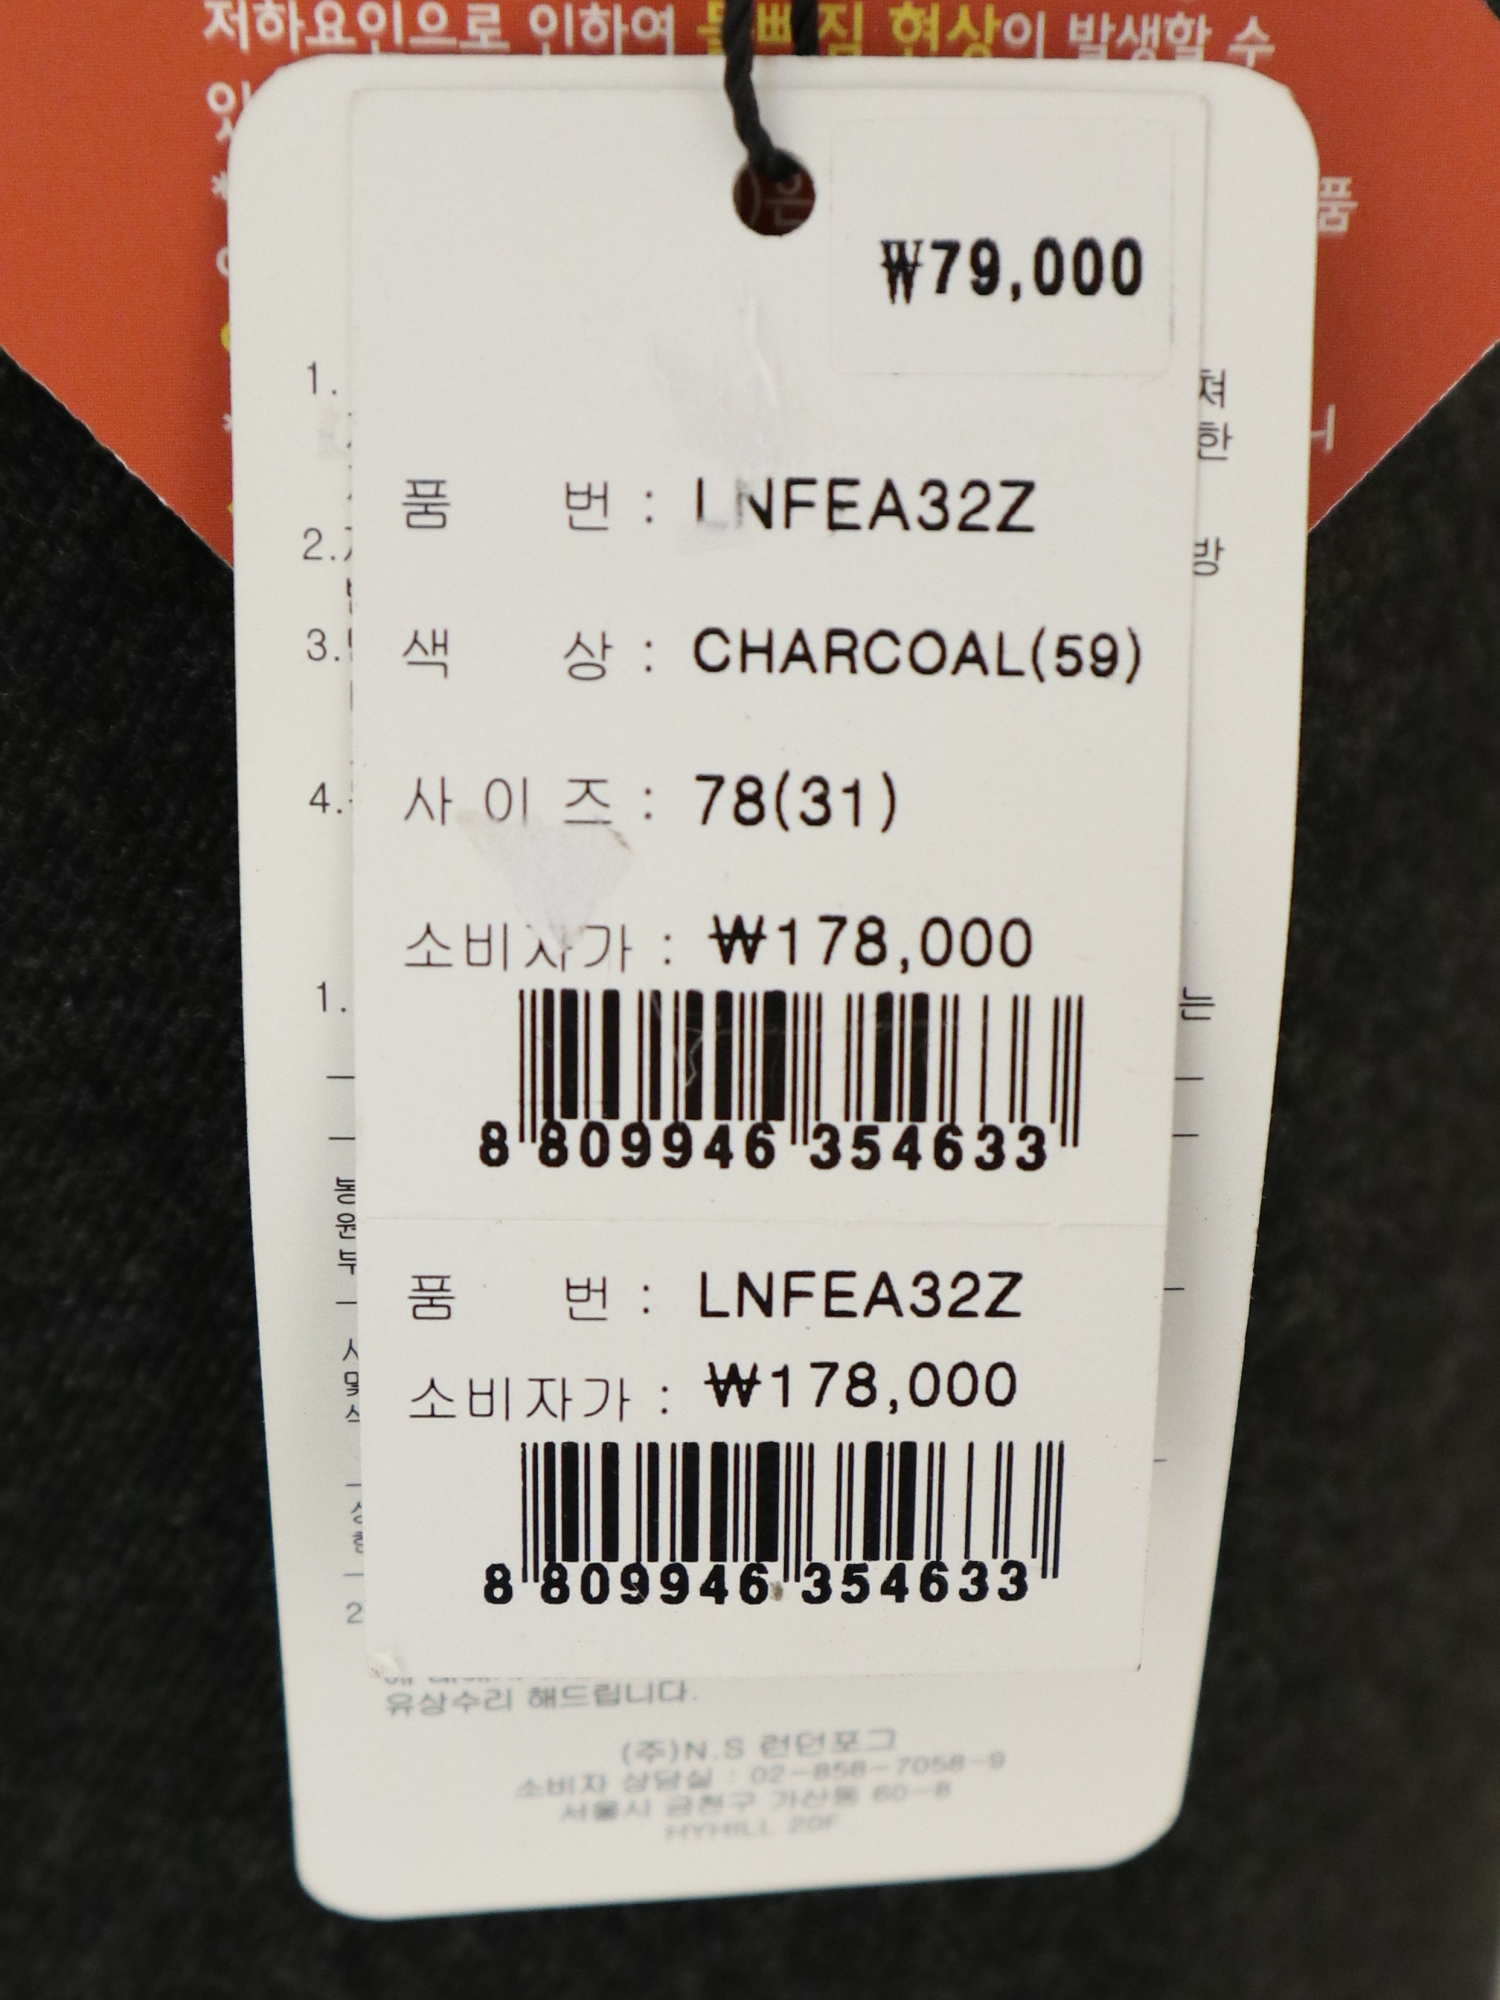 저하요인으로 인하여 물빠짐 현상이 발생할 수
₩79,000
품 번 : LNFEA32Z
색 상 : CHARCOAL(59)
사이즈 : 78(31)
소비자가 : ₩178,000
8 809946 354633
품 번 : LNFEA32Z
소비자가 : ₩178,000
8 809946 354633
유상수리 해드립니다.
(주)N.S 런던포그
소비자 상담실 : 02-858-7058-9
서울시 금천구 가산동 60-8
HYHILL 20F